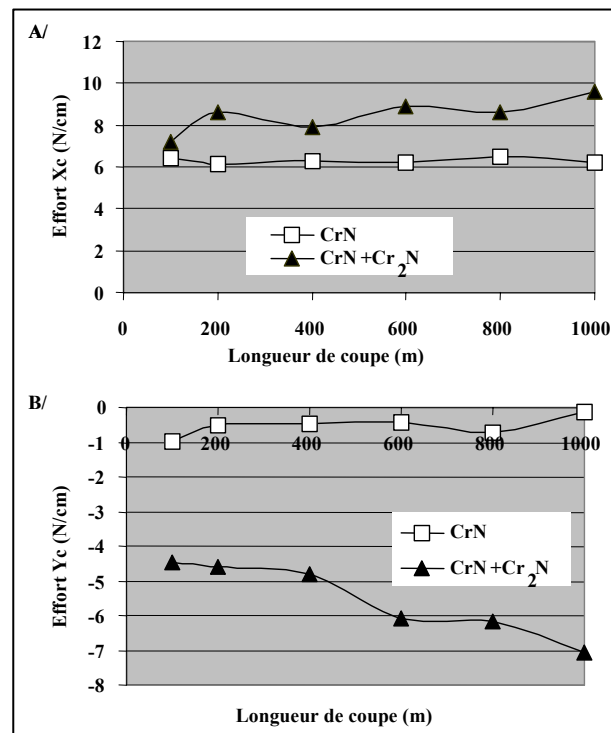 A/
Effort Xc (N/cm)
12
10
8
6
4
2
0
CrN
CrN +Cr2N
0 200 400 600 800 1000
Longueur de coupe (m)
B/
Effort Yc (N/cm)
0
-1
-2
-3
-4
-5
-6
-7
-8
0 200 400 600 800 1000
CrN
CrN +Cr2N
Longueur de coupe (m)